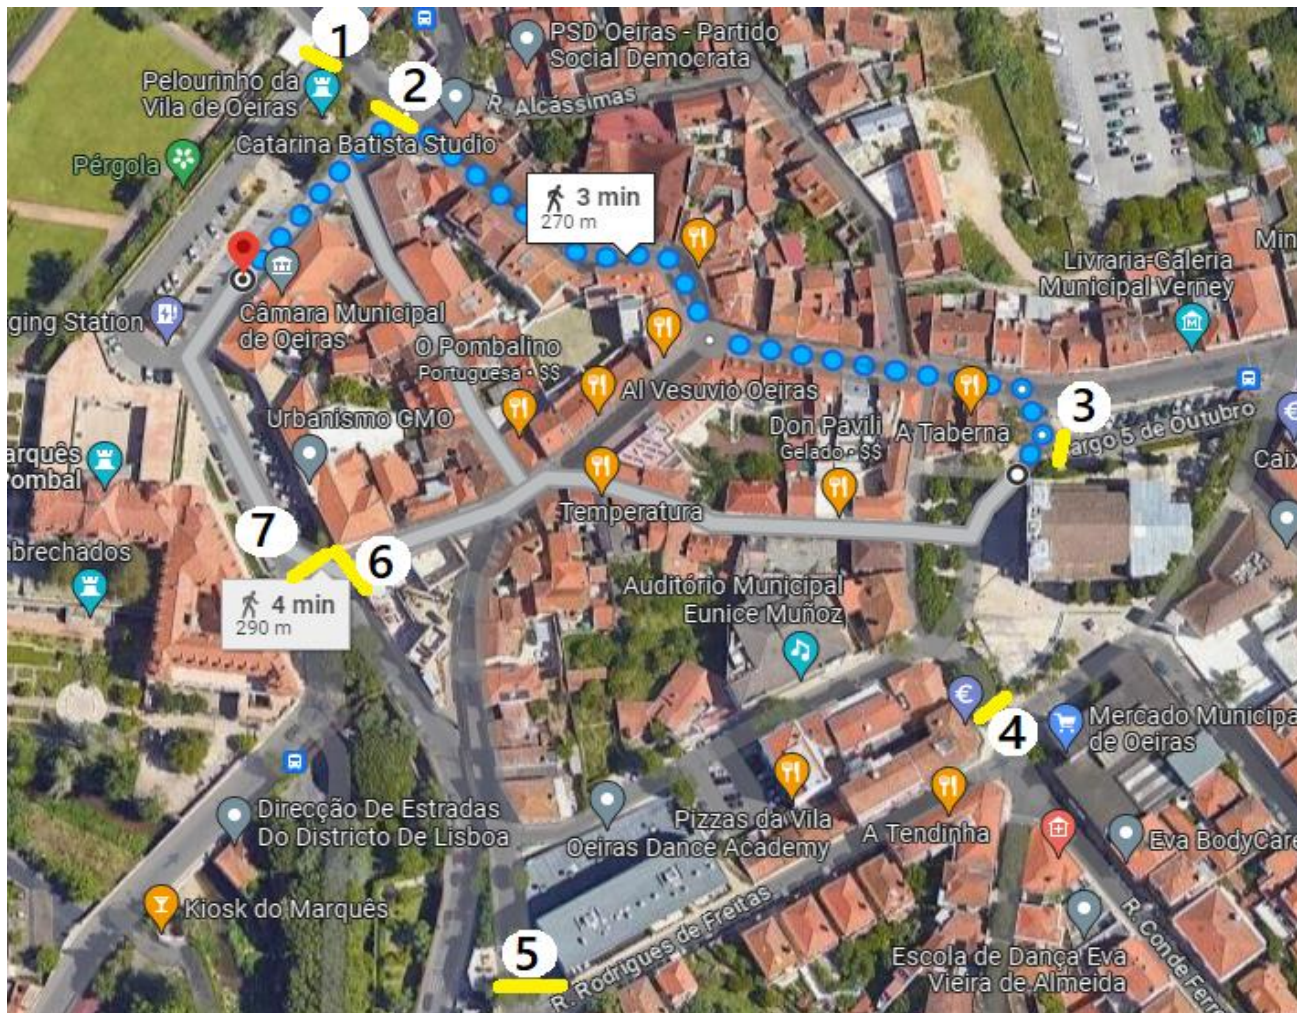 1
PSD Oeiras - Partido
Social Democrata
Pelourinho da
Vila de Oeiras
2
R. Alcássimas
Catarina Batista Studio
Pérgola
3 min
270 m
Min
Livraria-Galeria
Municipal Verney
Câmara Municipal
de Oeiras
ging Station
O Pombalino
Portuguesa · $$
Al Vesuvio Oeiras
Urbanismo CMO
Don Pavili
Gelado · $$
A Taberna
3
argo 5 de Outubro
Caix
arquês
ombal
Temperatura
7
6
nbrechados
4 min
290 m
Auditório Municipal
Eunice Muñoz
4
Mercado Municipa
de Oeiras
Direcção De Estradas
Do Districto De Lisboa
Pizzas da Vila
A Tendinha
Oeiras Dance Academy
Eva BodyCare
Kiosk do Marquês
R. Rodrigues de Freitas
5
Escola de Dança Eva
Vieira de Almeida
R. Conde Ferr